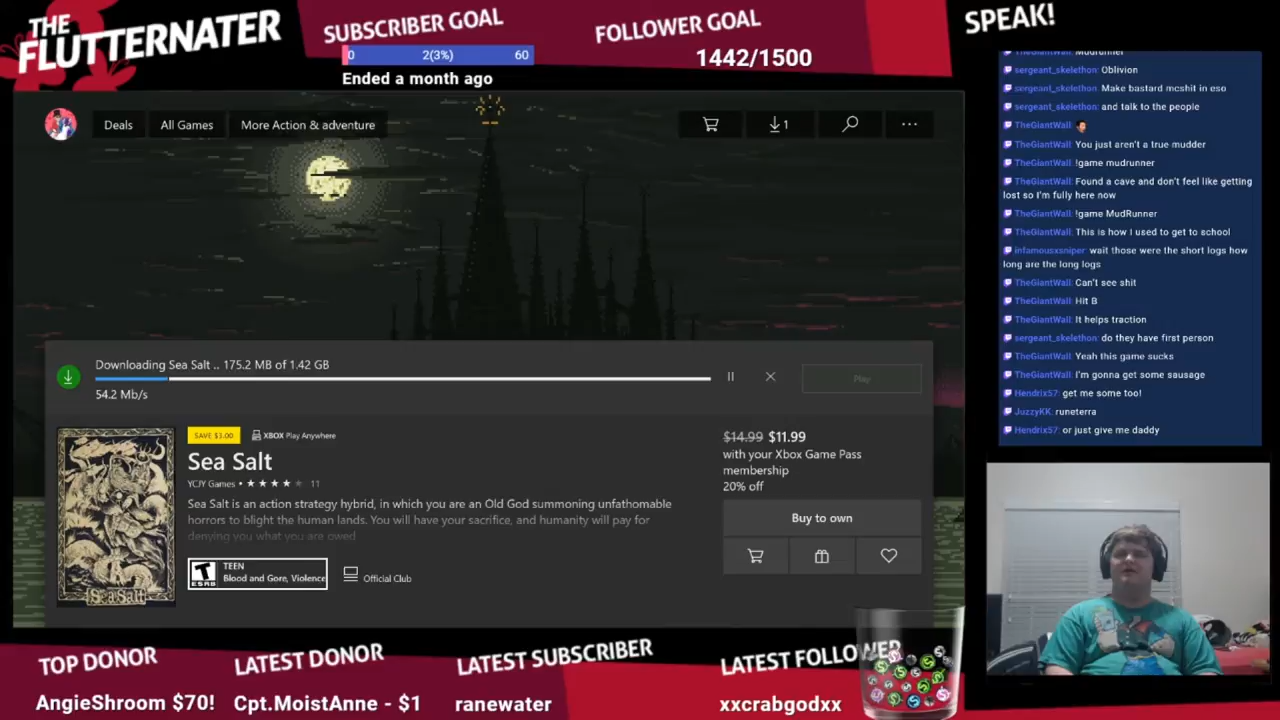 THE
FLUTTERNATER
SUBSCRIBER GOAL
0 2(3%) 60
Ended a month ago
FOLLOWER GOAL
1442/1500
SPEAK!
TheGiantWall: Mudrunner
sergeant_skelethon: Oblivion
sergeant_skelethon: Make bastard mcshit in eso
sergeant_skelethon: and talk to the people
TheGiantWall:
TheGiantWall: You just aren't a true mudder
TheGiantWall: !game mudrunner
TheGiantWall: Found a cave and don't feel like getting
lost so I'm fully here now
TheGiantWall: !game MudRunner
TheGiantWall: This is how I used to get to school
infamousxsniper: wait those were the short logs how
long are the long logs
TheGiantWall: Can't see shit
TheGiantWall: Hit B
TheGiantWall: It helps traction
sergeant_skelethon: do they have first person
TheGiantWall: Yeah this game sucks
TheGiantWall: I'm gonna get some sausage
Hendrix57: get me some too!
JuzzyKK: runeterra
Hendrix57: or just give me daddy
Deals All Games More Action & adventure 1
Downloading Sea Salt .. 175.2 MB of 1.42 GB
54.2 Mb/s
Play
SAVE $3.00 XBOX Play Anywhere
Sea Salt
YCJY Games • 11
Sea Salt is an action strategy hybrid, in which you are an Old God summoning unfathomable
horrors to blight the human lands. You will have your sacrifice, and humanity will pay for
denying you what you are owed
T
ESRB
TEEN
Blood and Gore, Violence
Official Club
Sea Salt
$14.99 $11.99
with your Xbox Game Pass
membership
20% off
Buy to own
TOP DONOR
AngieShroom $70!
LATEST DONOR
Cpt.MoistAnne - $1
LATEST SUBSCRIBER
ranewater
LATEST FOLLOWER
xxcrabgodxx